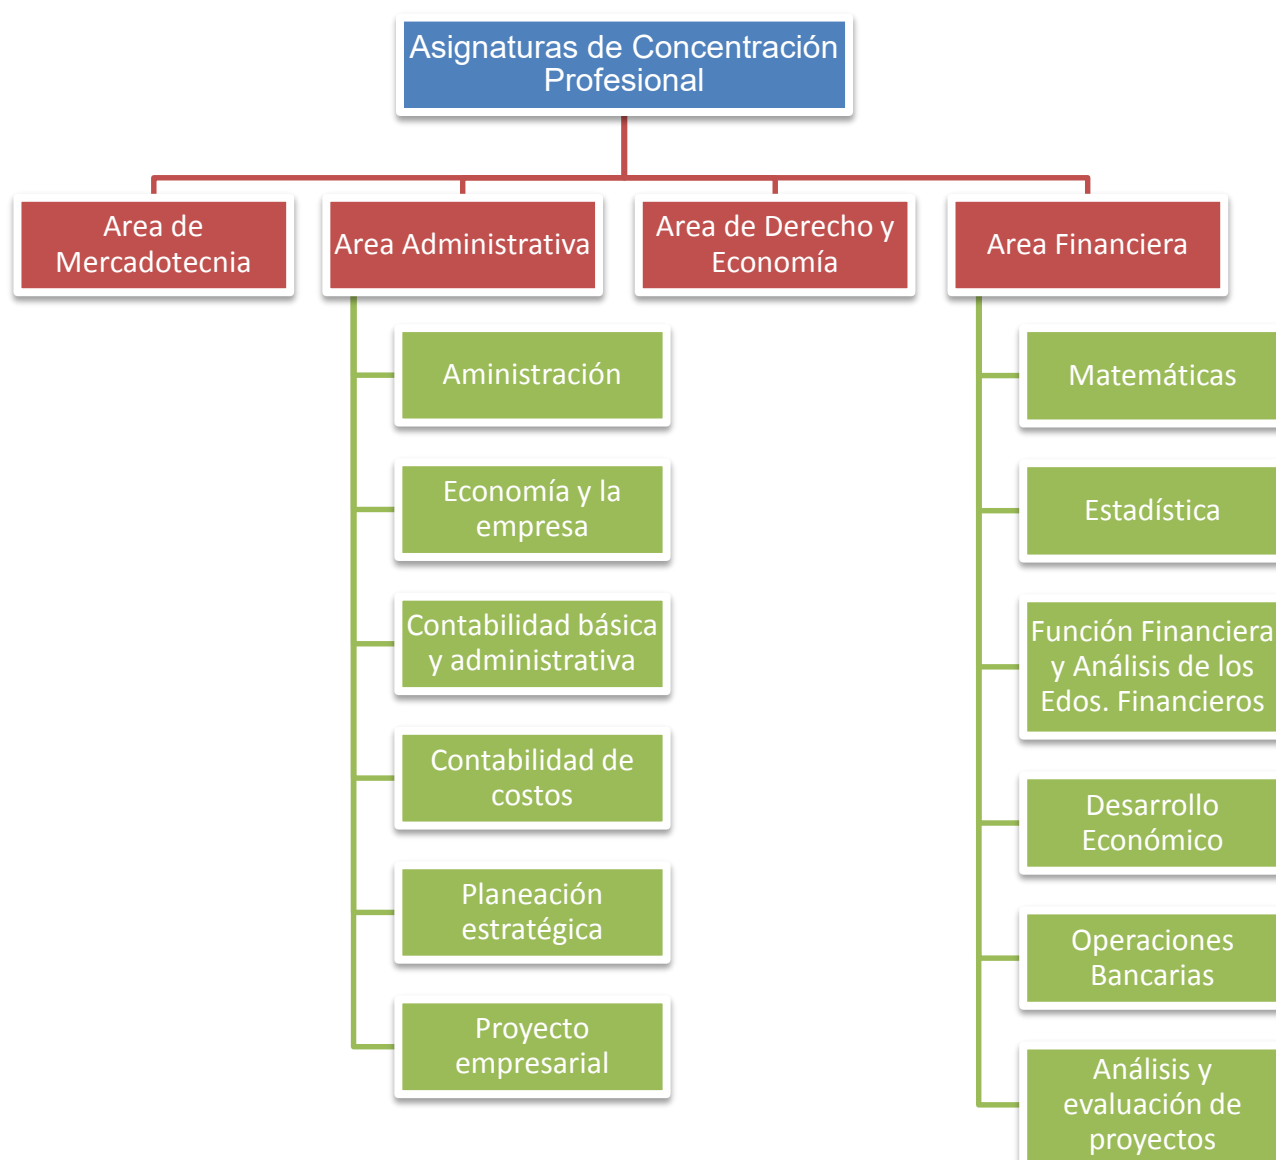 Asignaturas de Concentración
Profesional
Area de
Mercadotecnia
Area Administrativa
Area de Derecho y
Economía
Area Financiera
Aministración
Economía y la
empresa
Contabilidad básica
y administrativa
Contabilidad de
costos
Planeación
estratégica
Proyecto
empresarial
Matemáticas
Estadística
Función Financiera
y Análisis de los
Edos. Financieros
Desarrollo
Económico
Operaciones
Bancarias
Análisis y
evaluación de
proyectos